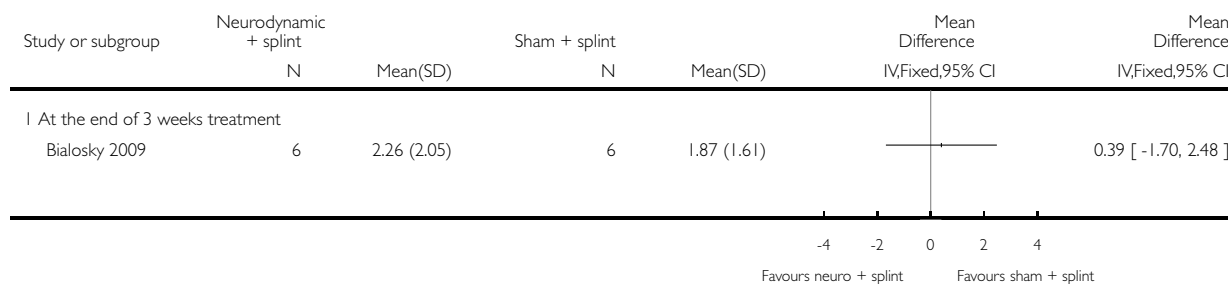 Study or subgroup Neurodynamic + splint Sham + splint Mean Difference Mean Difference
N Mean(SD) N Mean(SD) IV,Fixed,95% CI IV,Fixed,95% CI
1 At the end of 3 weeks treatment
Bialosky 2009 6 2.26 (2.05) 6 1.87 (1.61) 0.39 [ -1.70, 2.48 ]
-4 -2 0 2 4
Favours neuro + splint Favours sham + splint